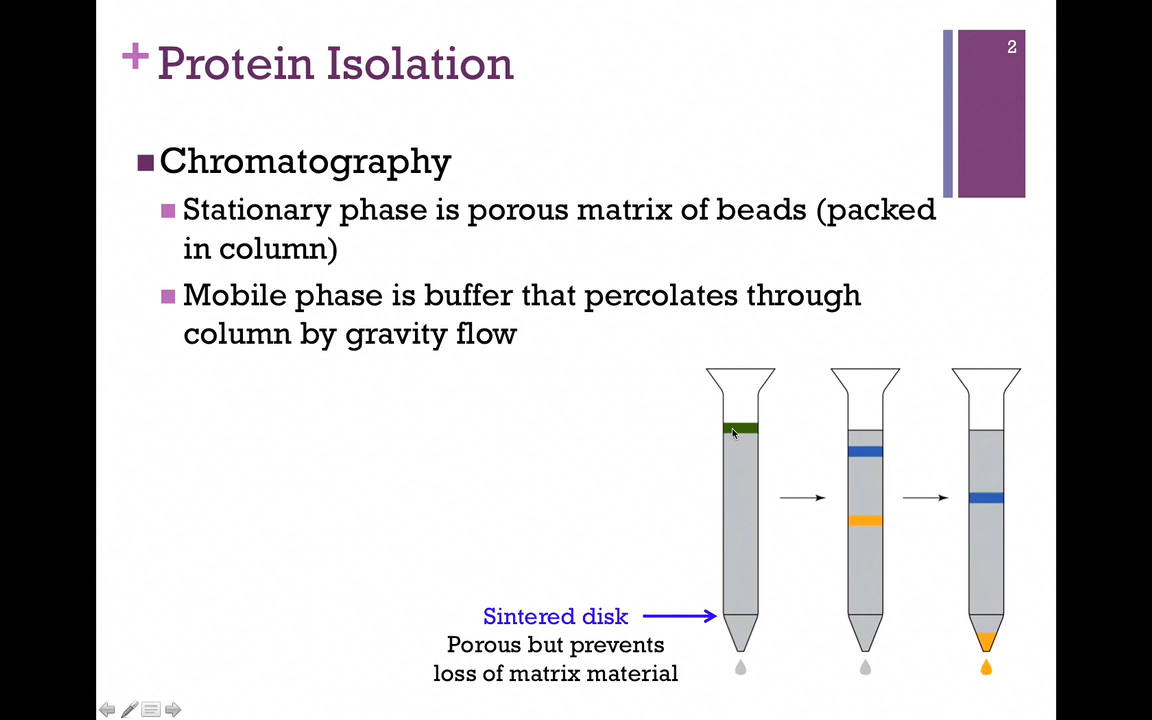 2
+ Protein Isolation
Chromatography
Stationary phase is porous matrix of beads (packed
in column)
Mobile phase is buffer that percolates through
column by gravity flow
Sintered disk
Porous but prevents
loss of matrix material